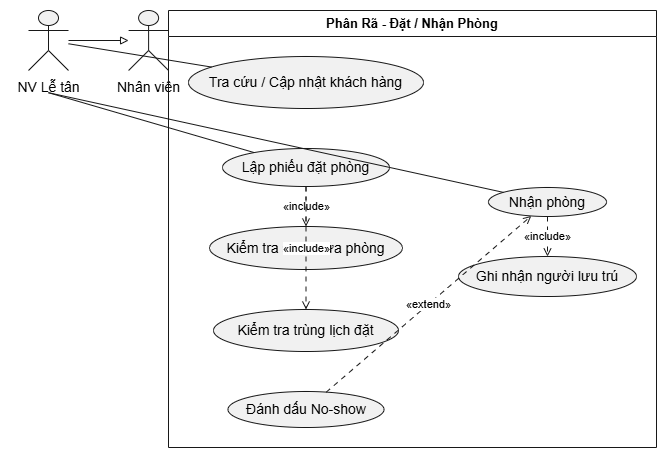 Phân Rã - Đặt / Nhận Phòng
NV Lễ tân
Nhân viên
Tra cứu / Cập nhật khách hàng
Lập phiếu đặt phòng
Nhận phòng
«include»
«include»
Kiểm tra «include» ra phòng
Ghi nhận người lưu trú
«extend»
Kiểm tra trùng lịch đặt
Đánh dấu No-show